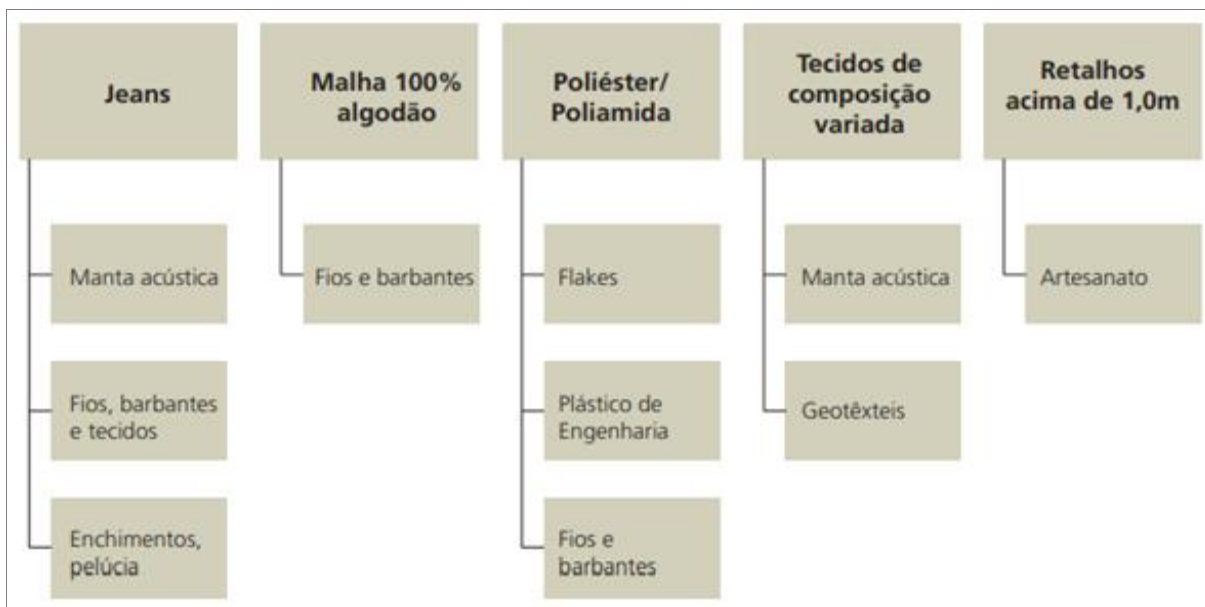 Jeans
Manta acústica
Fios, barbantes
e tecidos
Enchimentos,
pelúcia
Malha 100%
algodão
Fios e barbantes
Poliéster/
Poliamida
Flakes
Plástico de
Engenharia
Fios e
barbantes
Tecidos de
composição
variada
Manta acústica
Geotêxteis
Retalhos
acima de 1,0m
Artesanato